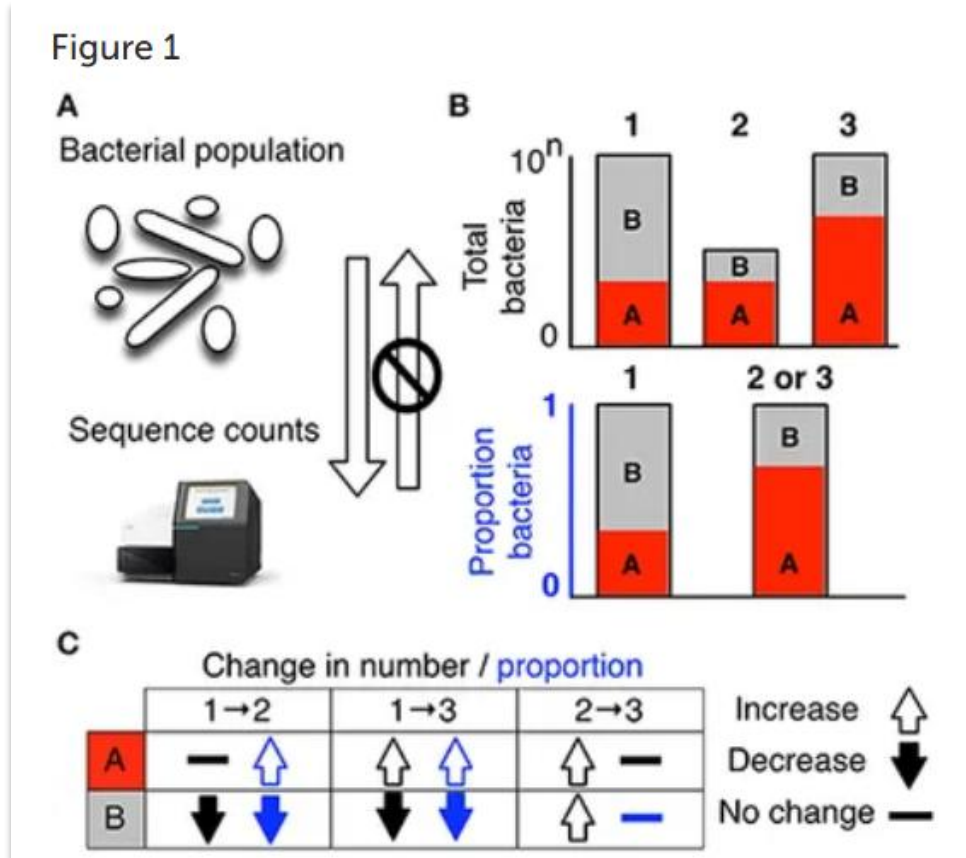 Figure 1
A
Bacterial population
Sequence counts
B
1 2 3
10n
Total
bacteria
0
B B B
A A A
1 2 or 3
1
Proportion
bacteria
0
B B
A A
C
Change in number / proportion
1→2 1→3 2→3
A
B
Increase
Decrease
No change